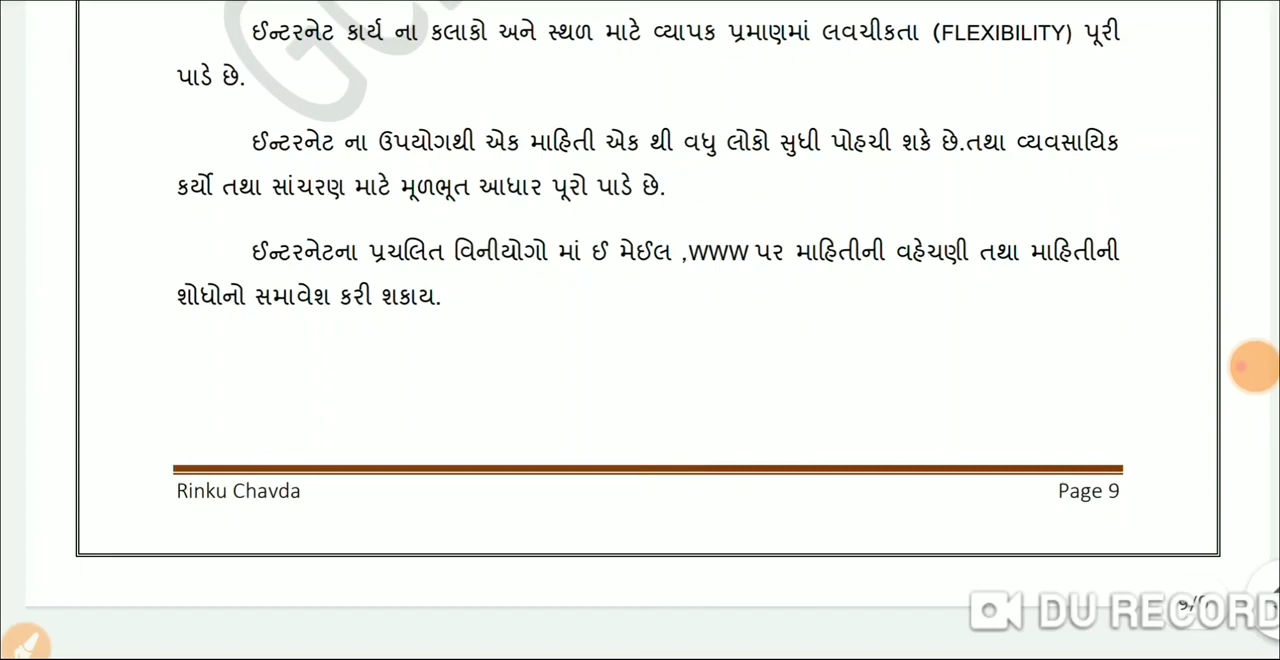 ઈન્ટરનેટ કાર્ય ના કલાકો અને સ્થળ માટે વ્યાપક પ્રમાણમાં લવચીકતા (FLEXIBILITY) પૂરી
પાડે છે.
ઈન્ટરનેટ ના ઉપયોગથી એક માહિતી એક થી વધુ લોકો સુધી પોહચી શકે છે.તથા વ્યવસાયિક
કર્યો તથા સાંચરણ માટે મૂળભૂત આધાર પૂરો પાડે છે.
ઈન્ટરનેટના પ્રચલિત વિનીયોગો માં ઈ મેઈલ ,WWW પર માહિતીની વહેચણી તથા માહિતીની
શોધોનો સમાવેશ કરી શકાય.
Rinku Chavda Page 9
DU RECORD